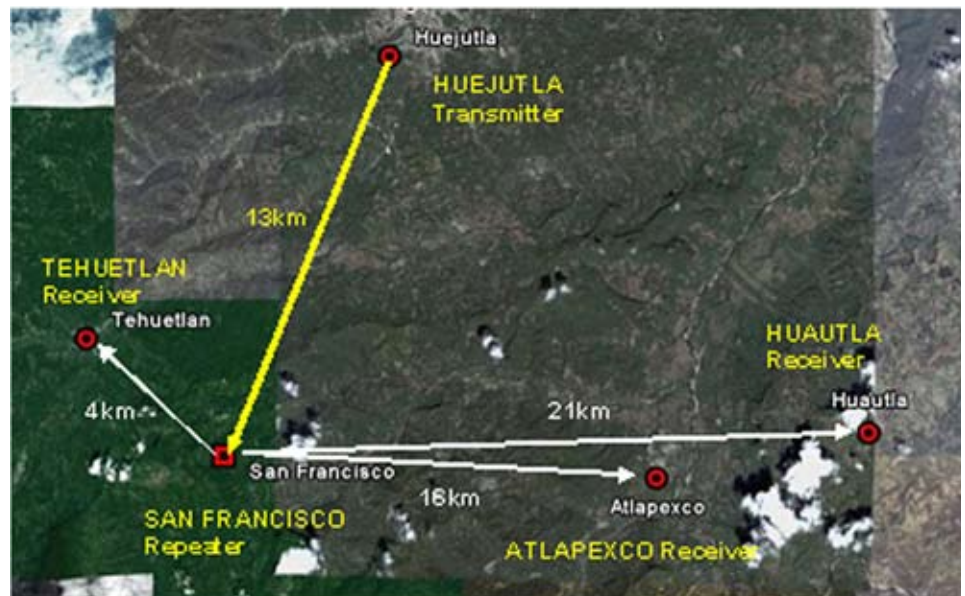 Huejutla
HUEJUTLA
Transmitter
13km
TEHUETLAN
Receiver
Tehuetlan
HUAUTLA
Receiver
Huautla
4km
21km
San Francisco
16km
Atlapexco
SAN FRANCISCO
Repeater
ATLAPEXCO Receiver